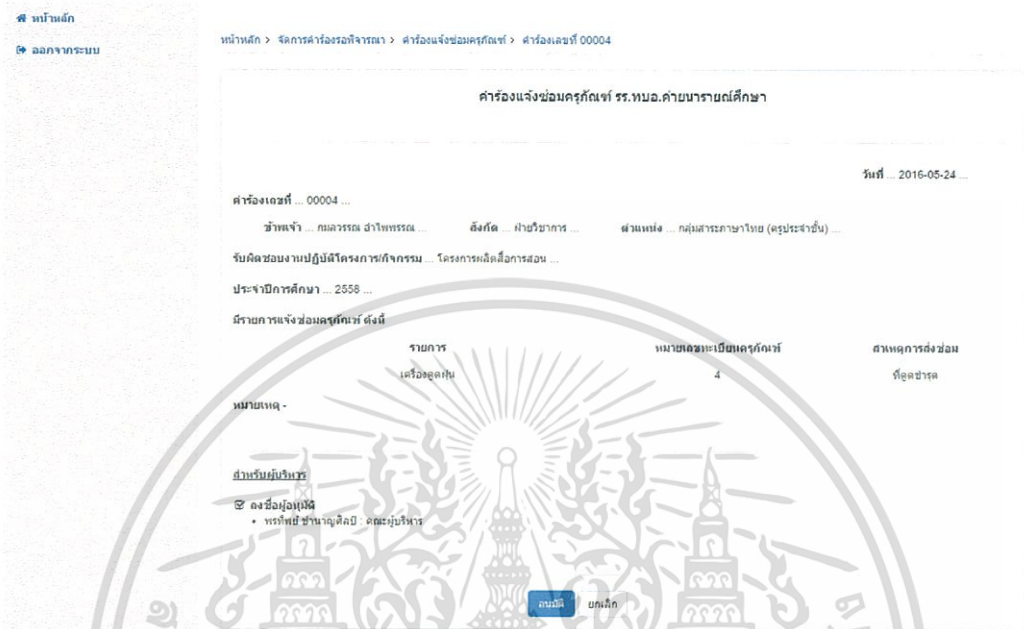 หน้าหลัก
ออกจากระบบ
หน้าหลัก > จัดการคำร้องรอพิจารณา > คำร้องแจ้งซ่อมครุภัณฑ์ > คำร้องเลขที่ 00004
คำร้องแจ้งซ่อมครุภัณฑ์ รร.ทบอ.ค่ายนารายณ์ศึกษา
วันที่ ... 2016-05-24 ...
คำร้องเลขที่ ... 00004 ...
ข้าพเจ้า ... กมลวรรณ อำไพพรรณ ... สังกัด ... ฝ่ายวิชาการ ... ตำแหน่ง ... กลุ่มสาระภาษาไทย (ครูประจำชั้น) ...
รับผิดชอบงานปฏิบัติโครงการ/กิจกรรม ... โครงการผลิตสื่อการสอน ...
ประจำปีการศึกษา ... 2558 ...
มีรายการแจ้งซ่อมครุภัณฑ์ ดังนี้
รายการ หมายเลขทะเบียนครุภัณฑ์ สาเหตุการส่งซ่อม
เครื่องดูดฝุ่น 4 ที่ดูดชำรุด
หมายเหตุ -
สำหรับผู้บริหาร
ลงชื่อผู้อนุมัติ
• พรทิพย์ ชำนาญศิลป์ : คณะผู้บริหาร
อนุมัติ ยกเลิก